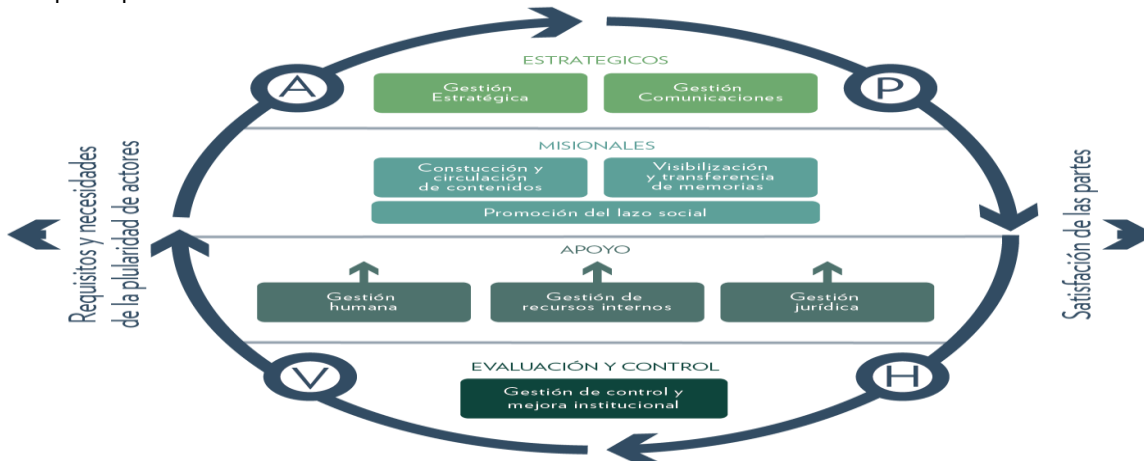 ESTRATEGICOS
A
Gestión
Estratégica
Gestión
Comunicaciones
P
MISIONALES
Constucción y
circulación
de contenidos
Visibilización
y transferencia
de memorias
Promoción del lazo social
Requisitos y necesidades
de la plularidad de actores
Satisfacción de las partes
APOYO
Gestión
humana
Gestión de
recursos internos
Gestión
jurídica
V
EVALUACIÓN Y CONTROL
H
Gestión de control y
mejora institucional